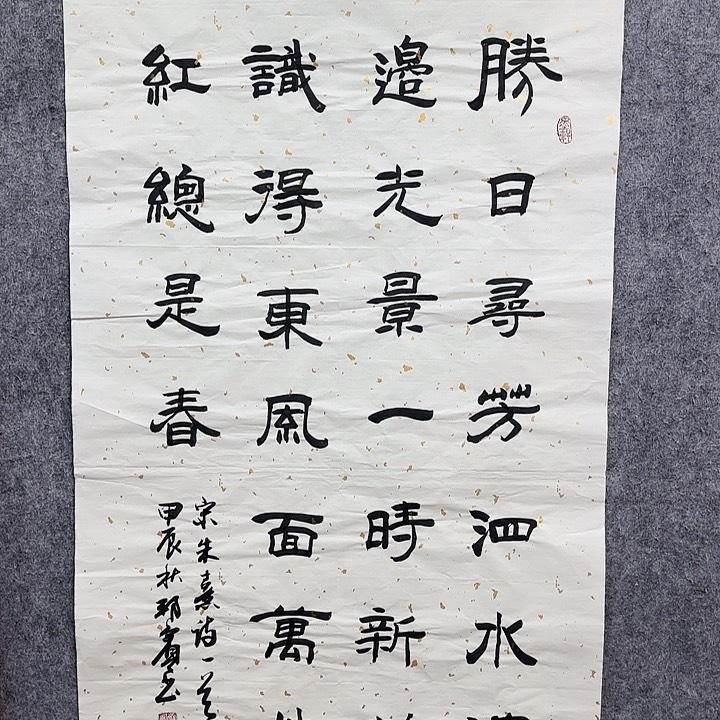 勝日尋芳泗水
邊光景一時新
識得東風面萬
紅總是春
宋朱熹詩一首
甲辰秋